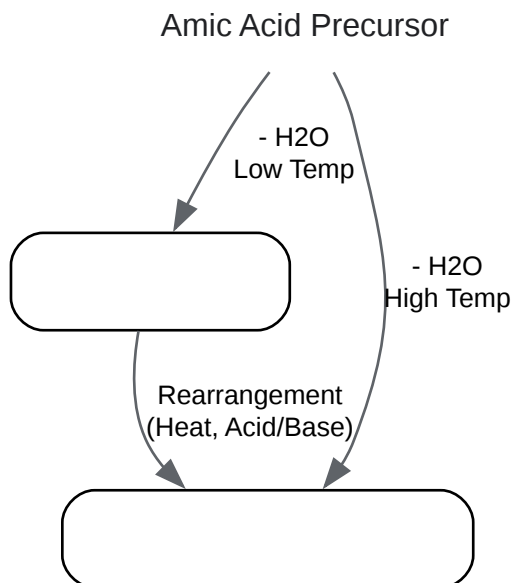 Amic Acid Precursor
- H2O
Low Temp
- H2O
High Temp
Rearrangement
(Heat, Acid/Base)